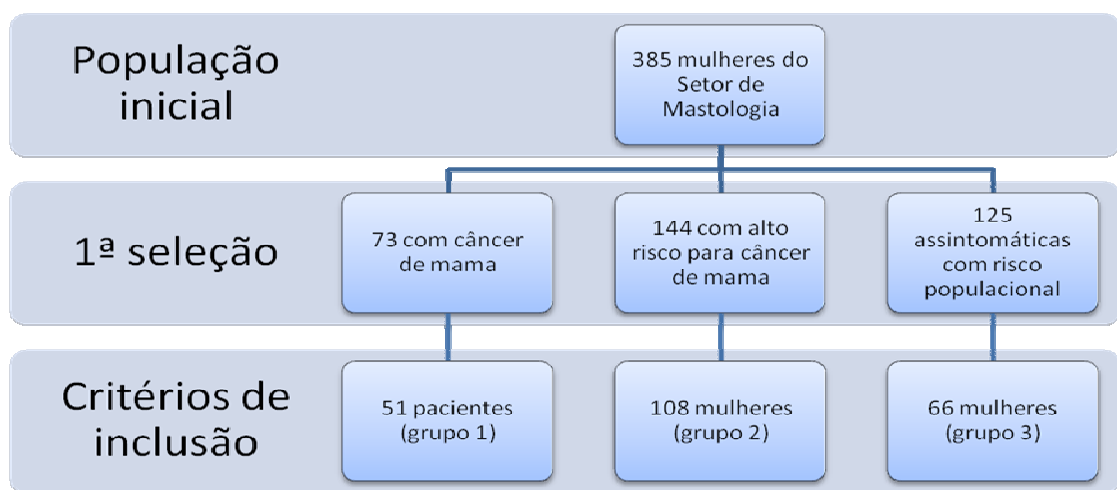 População
inicial
385 mulheres do
Setor de
Mastologia
1ª seleção
73 com câncer
de mama
144 com alto
risco para câncer
de mama
125
assintomáticas
com risco
populacional
Critérios de
inclusão
51 pacientes
(grupo 1)
108 mulheres
(grupo 2)
66 mulheres
(grupo 3)